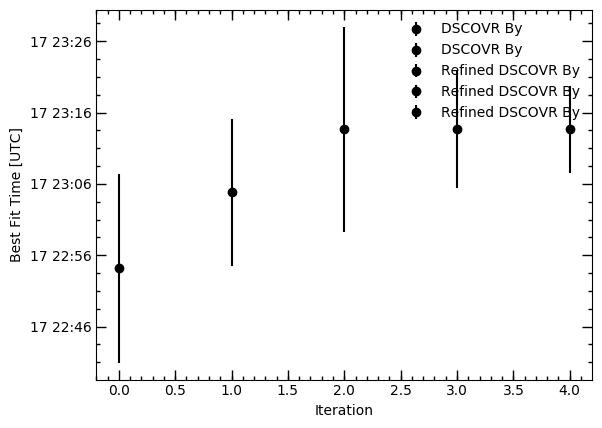 DSCOVR By
DSCOVR By
Refined DSCOVR By
Refined DSCOVR By
Refined DSCOVR By
17 23:26
17 23:16
17 23:06
17 22:56
17 22:46
Best Fit Time [UTC]
0.0 0.5 1.0 1.5 2.0 2.5 3.0 3.5 4.0
Iteration